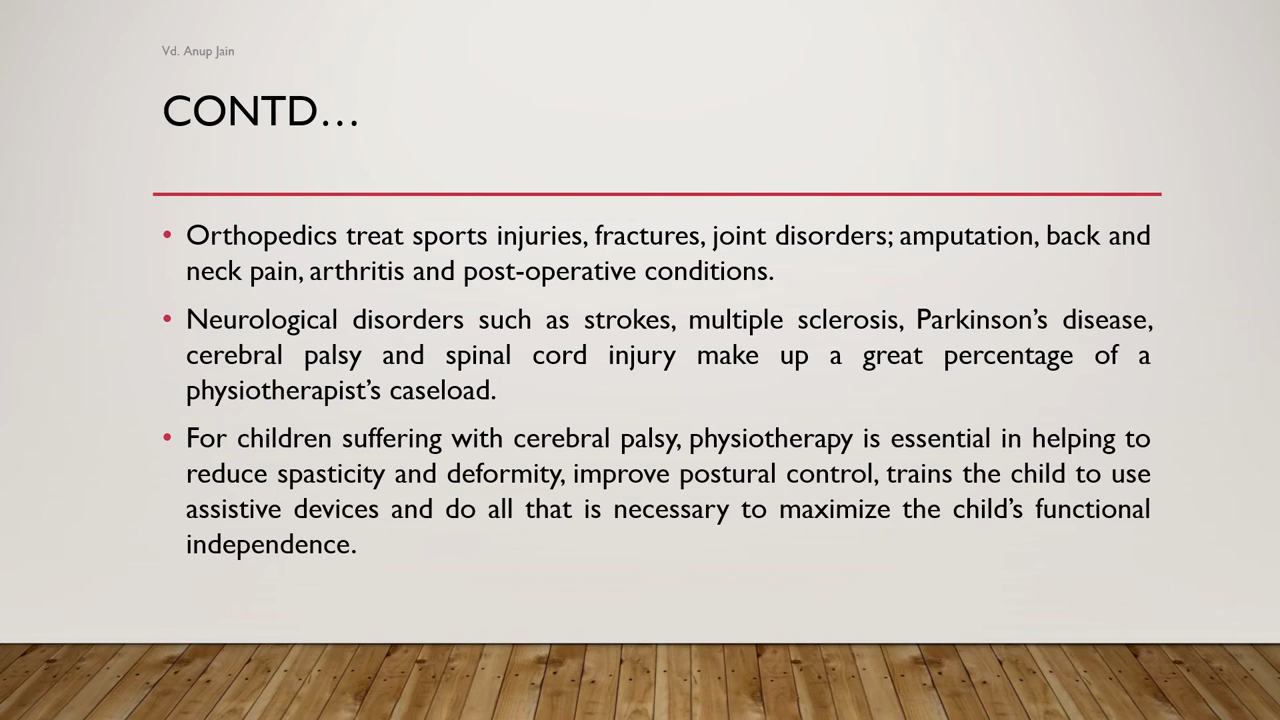 Vd. Anup Jain
CONTD…
• Orthopedics treat sports injuries, fractures, joint disorders; amputation, back and
neck pain, arthritis and post-operative conditions.
• Neurological disorders such as strokes, multiple sclerosis, Parkinson’s disease,
cerebral palsy and spinal cord injury make up a great percentage of a
physiotherapist’s caseload.
• For children suffering with cerebral palsy, physiotherapy is essential in helping to
reduce spasticity and deformity, improve postural control, trains the child to use
assistive devices and do all that is necessary to maximize the child’s functional
independence.